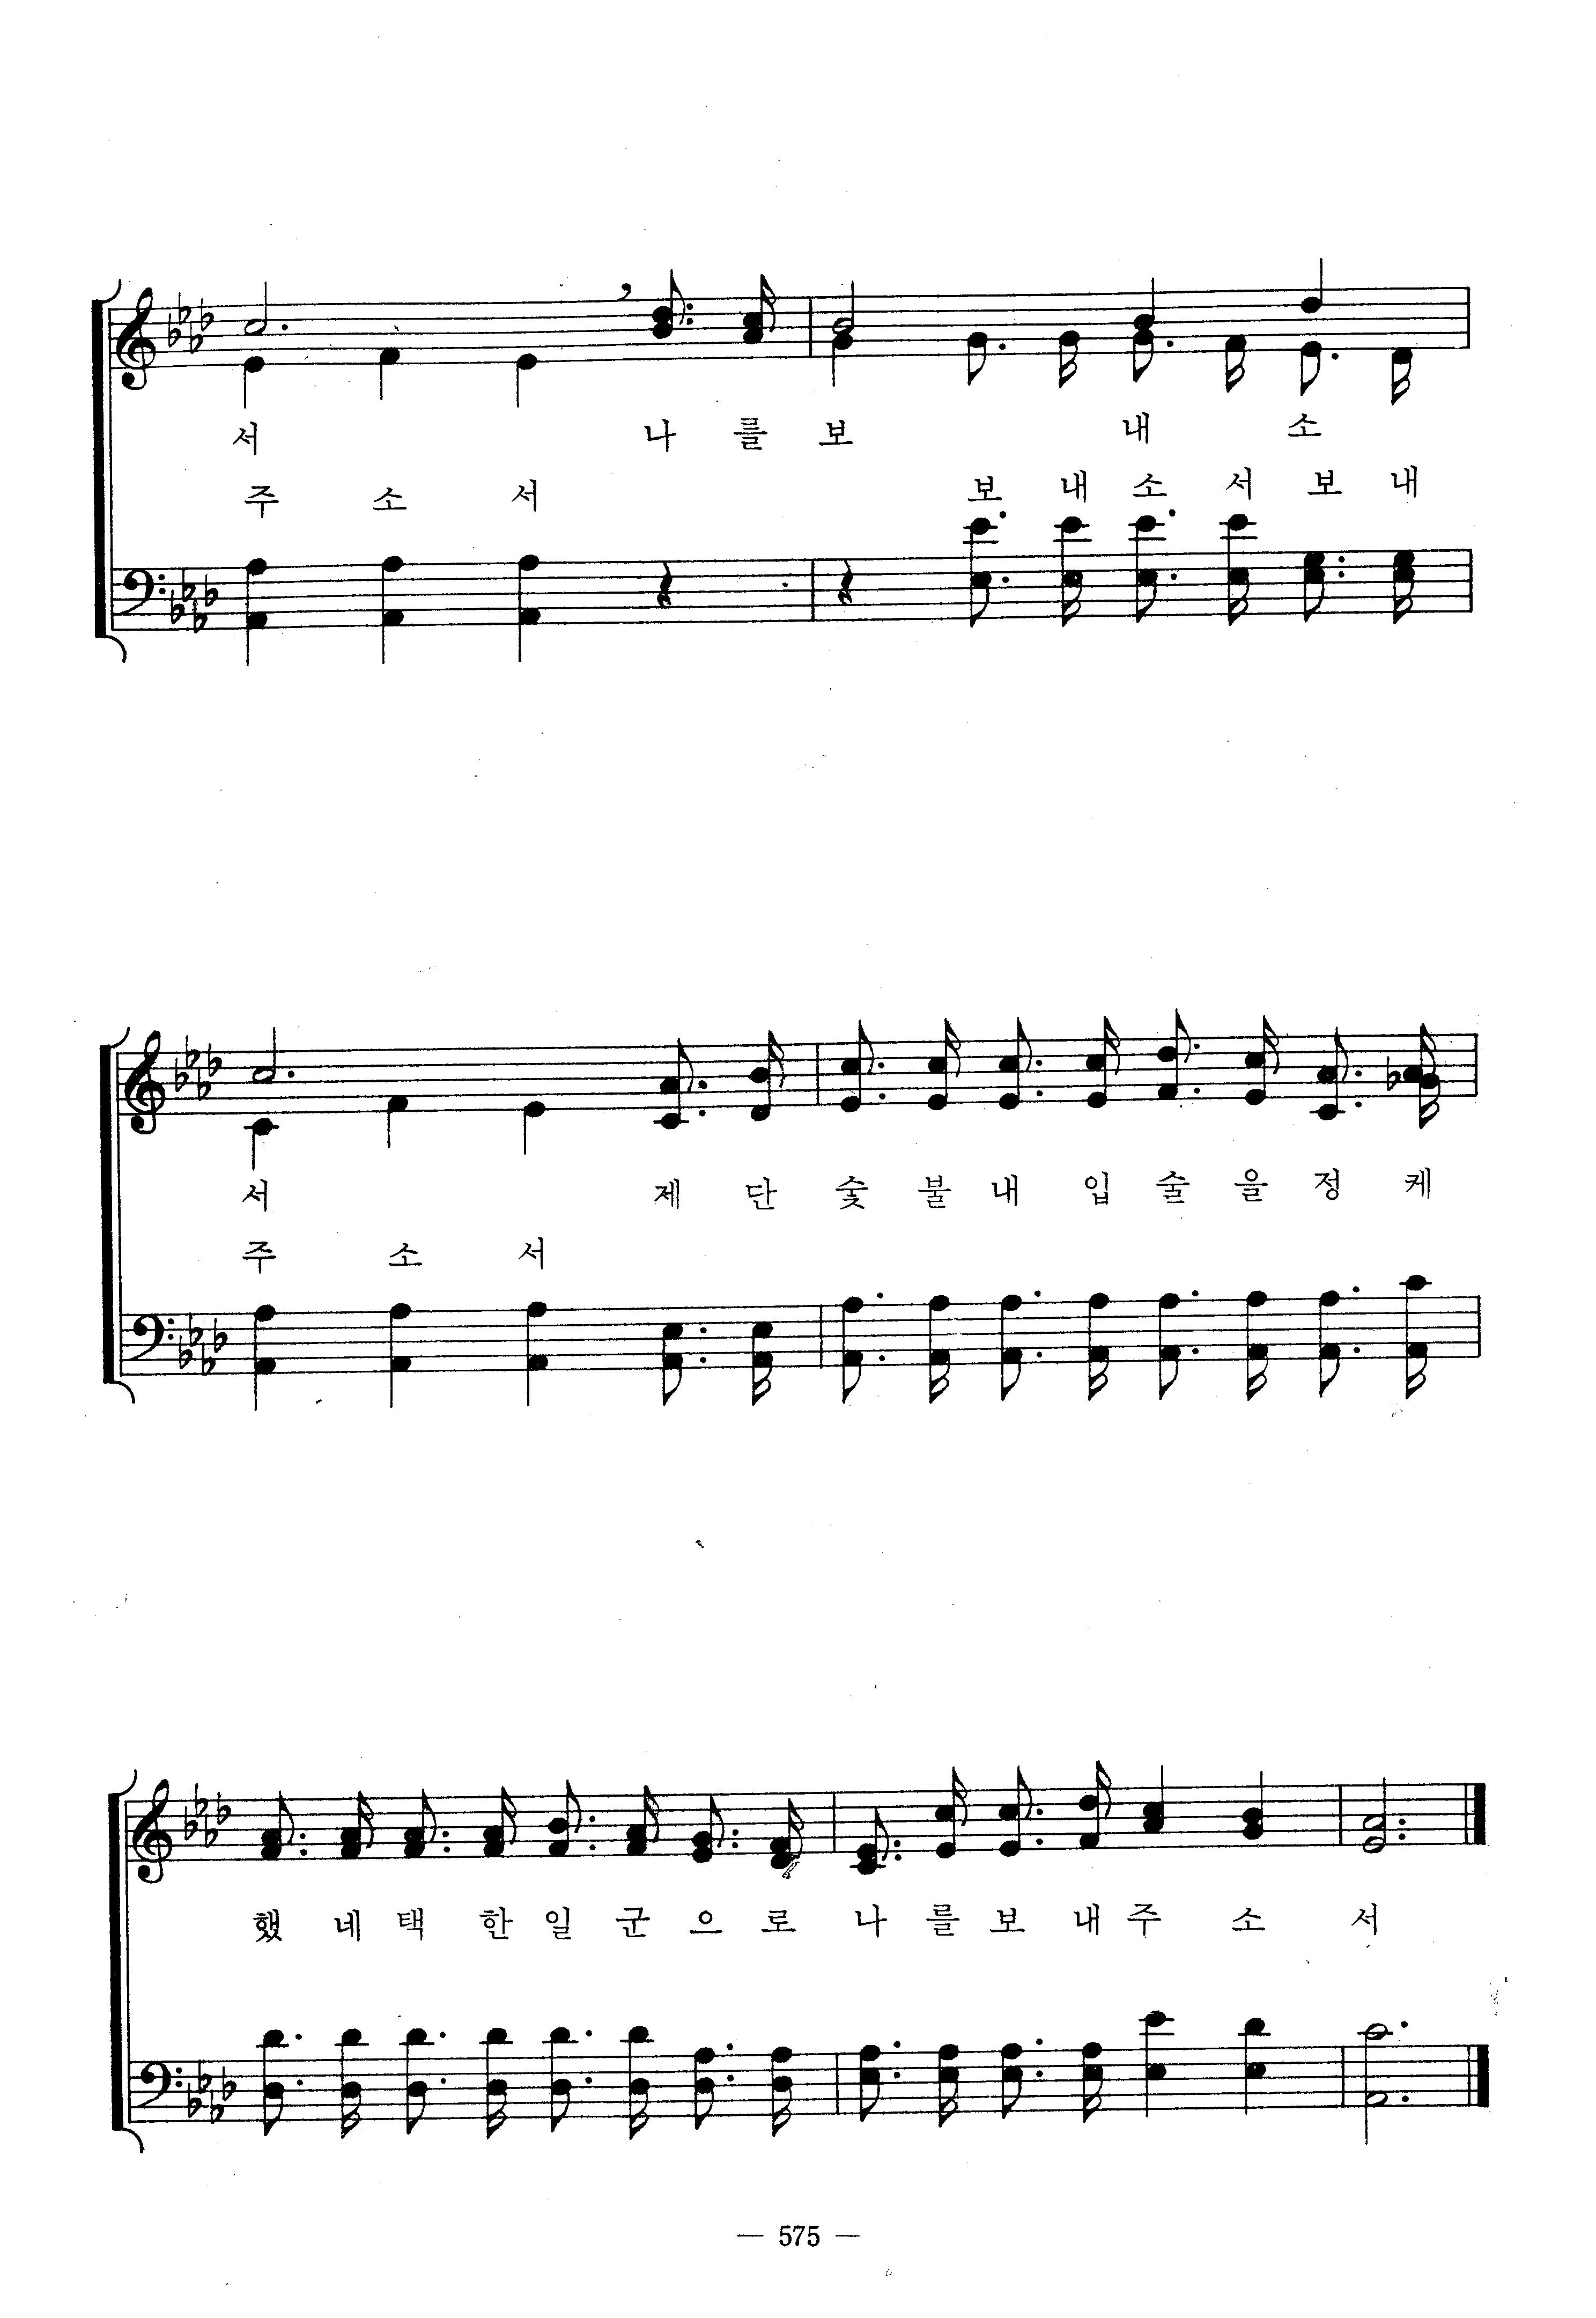 서 나 를 보 내 소
주 소 서 보 내 소 서 보 내
서 제 단 숯 불 내 입 술 을 정 케
주 소 서
했 네 택 한 일 군 으 로 나 를 보 내 주 소 서
— 575 —